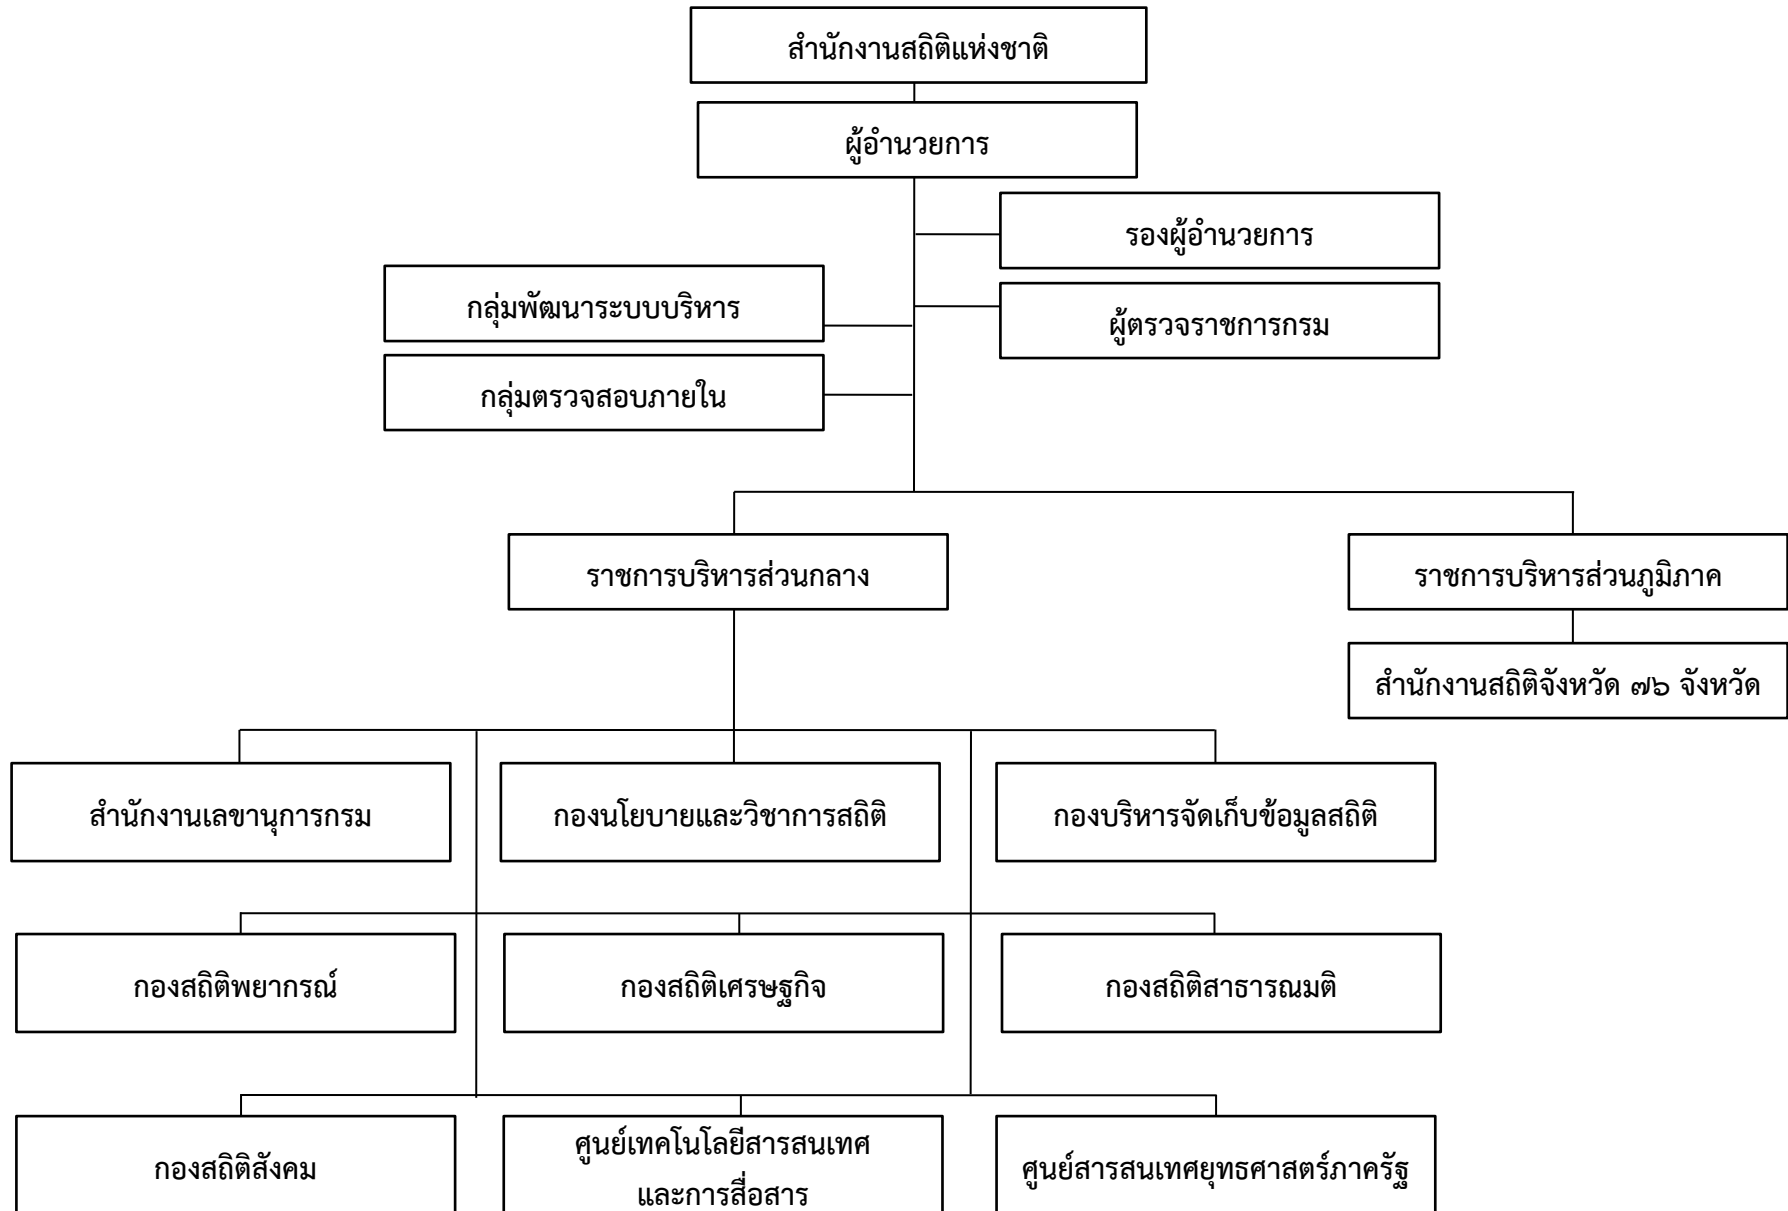 สำนักงานสถิติแห่งชาติ
ผู้อำนวยการ
รองผู้อำนวยการ
กลุ่มพัฒนาระบบบริหาร
ผู้ตรวจราชการกรม
กลุ่มตรวจสอบภายใน
ราชการบริหารส่วนกลาง
ราชการบริหารส่วนภูมิภาค
สำนักงานสถิติจังหวัด ๗๖ จังหวัด
สำนักงานเลขานุการกรม
กองนโยบายและวิชาการสถิติ
กองบริหารจัดเก็บข้อมูลสถิติ
กองสถิติพยากรณ์
กองสถิติเศรษฐกิจ
กองสถิติสาธารณมติ
กองสถิติสังคม
ศูนย์เทคโนโลยีสารสนเทศ
และการสื่อสาร
ศูนย์สารสนเทศยุทธศาสตร์ภาครัฐ